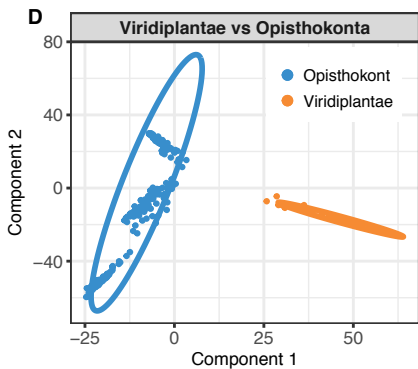 D
Viridiplantae vs Opisthokonta
Opisthokont
Viridiplantae
Component 2
80
40
0
−40
−25
0
25
50
Component 1